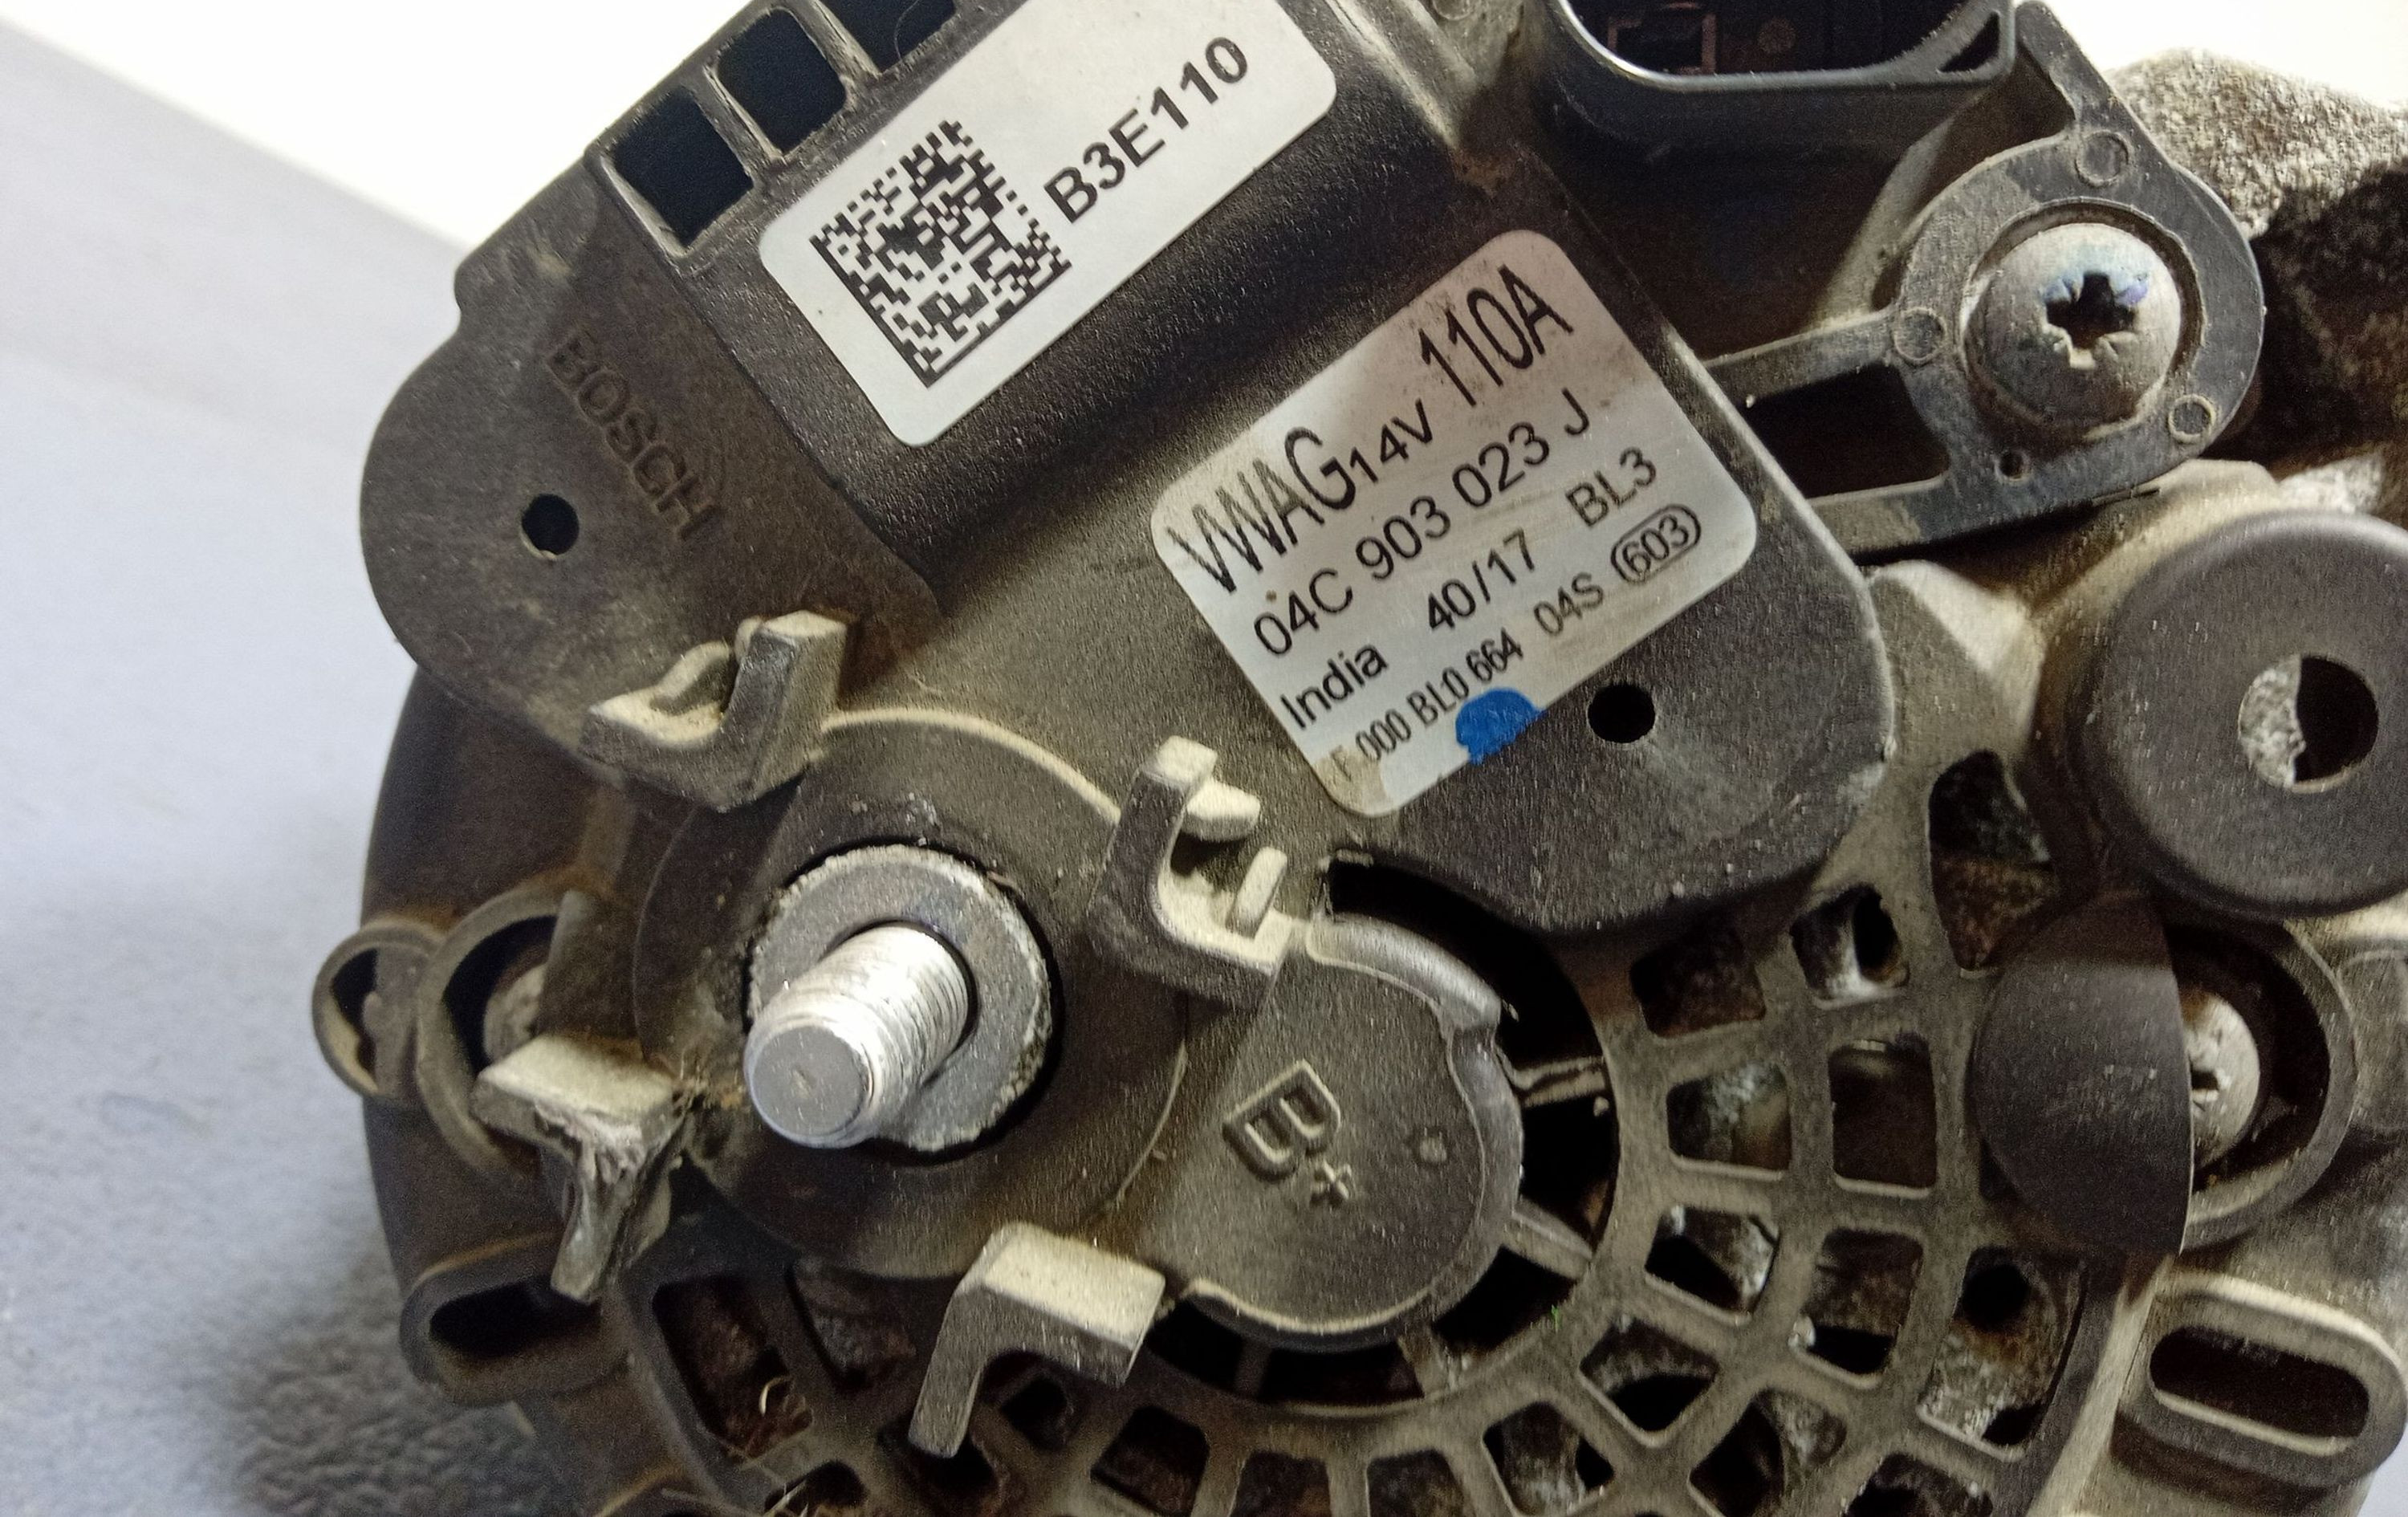 B3E110
BOSCH
VWAG 14V 110A
04C 903 023 J
India 40/17 BL3
F 000 BL0 664 04S 603
B+